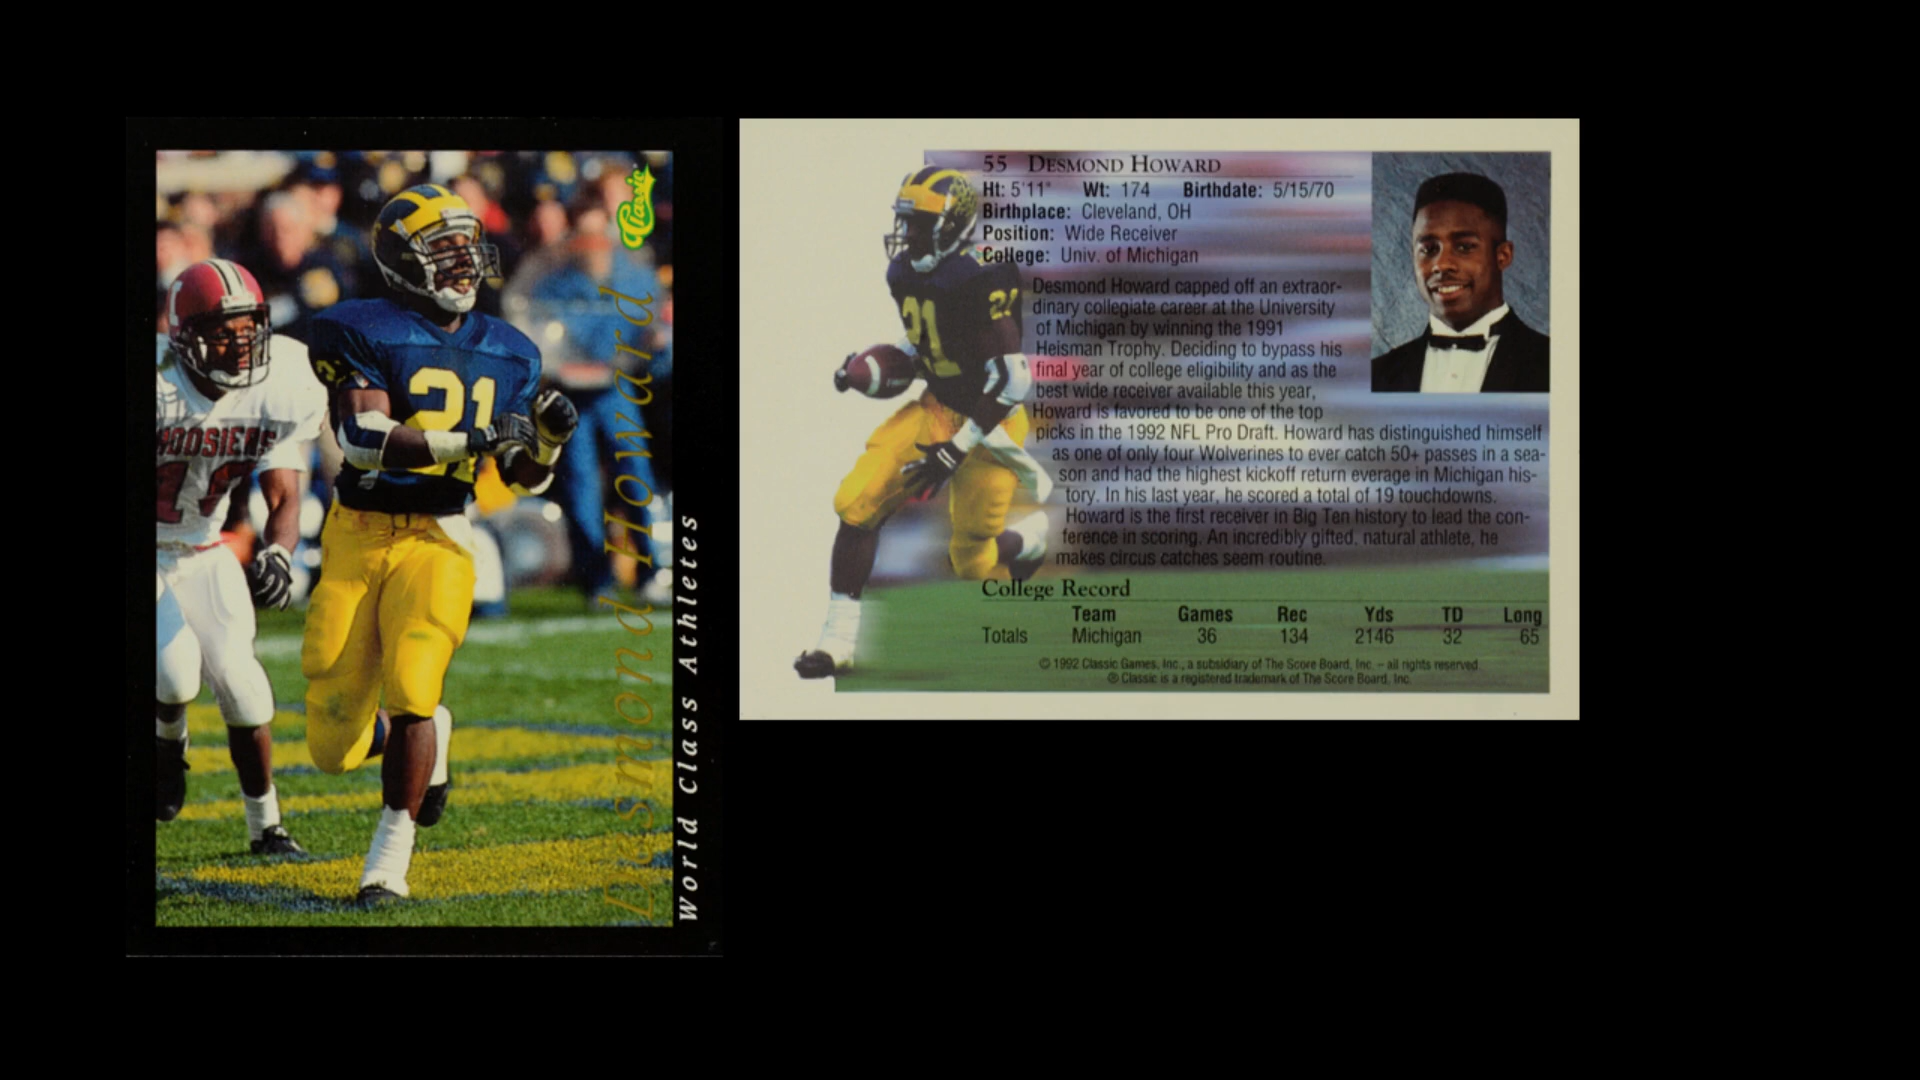 Classic
Desmond Howard
World Class Athletes
HOOSIERS
21
21
55 DESMOND HOWARD
Ht: 5'11" Wt: 174 Birthdate: 5/15/70
Birthplace: Cleveland, OH
Position: Wide Receiver
College: Univ. of Michigan
21
21
Desmond Howard capped off an extraor-
dinary collegiate career at the University
of Michigan by winning the 1991
Heisman Trophy. Deciding to bypass his
final year of college eligibility and as the
best wide receiver available this year,
Howard is favored to be one of the top
picks in the 1992 NFL Pro Draft. Howard has distinguished himself
as one of only four Wolverines to ever catch 50+ passes in a sea-
son and had the highest kickoff return everage in Michigan his-
tory. In his last year, he scored a total of 19 touchdowns.
Howard is the first receiver in Big Ten history to lead the con-
ference in scoring. An incredibly gifted, natural athlete, he
makes circus catches seem routine.
College Record
Team Games Rec Yds TD Long
Totals Michigan 36 134 2146 32 65
© 1992 Classic Games, Inc., a subsidiary of The Score Board, Inc. – all rights reserved.
® Classic is a registered trademark of The Score Board, Inc.